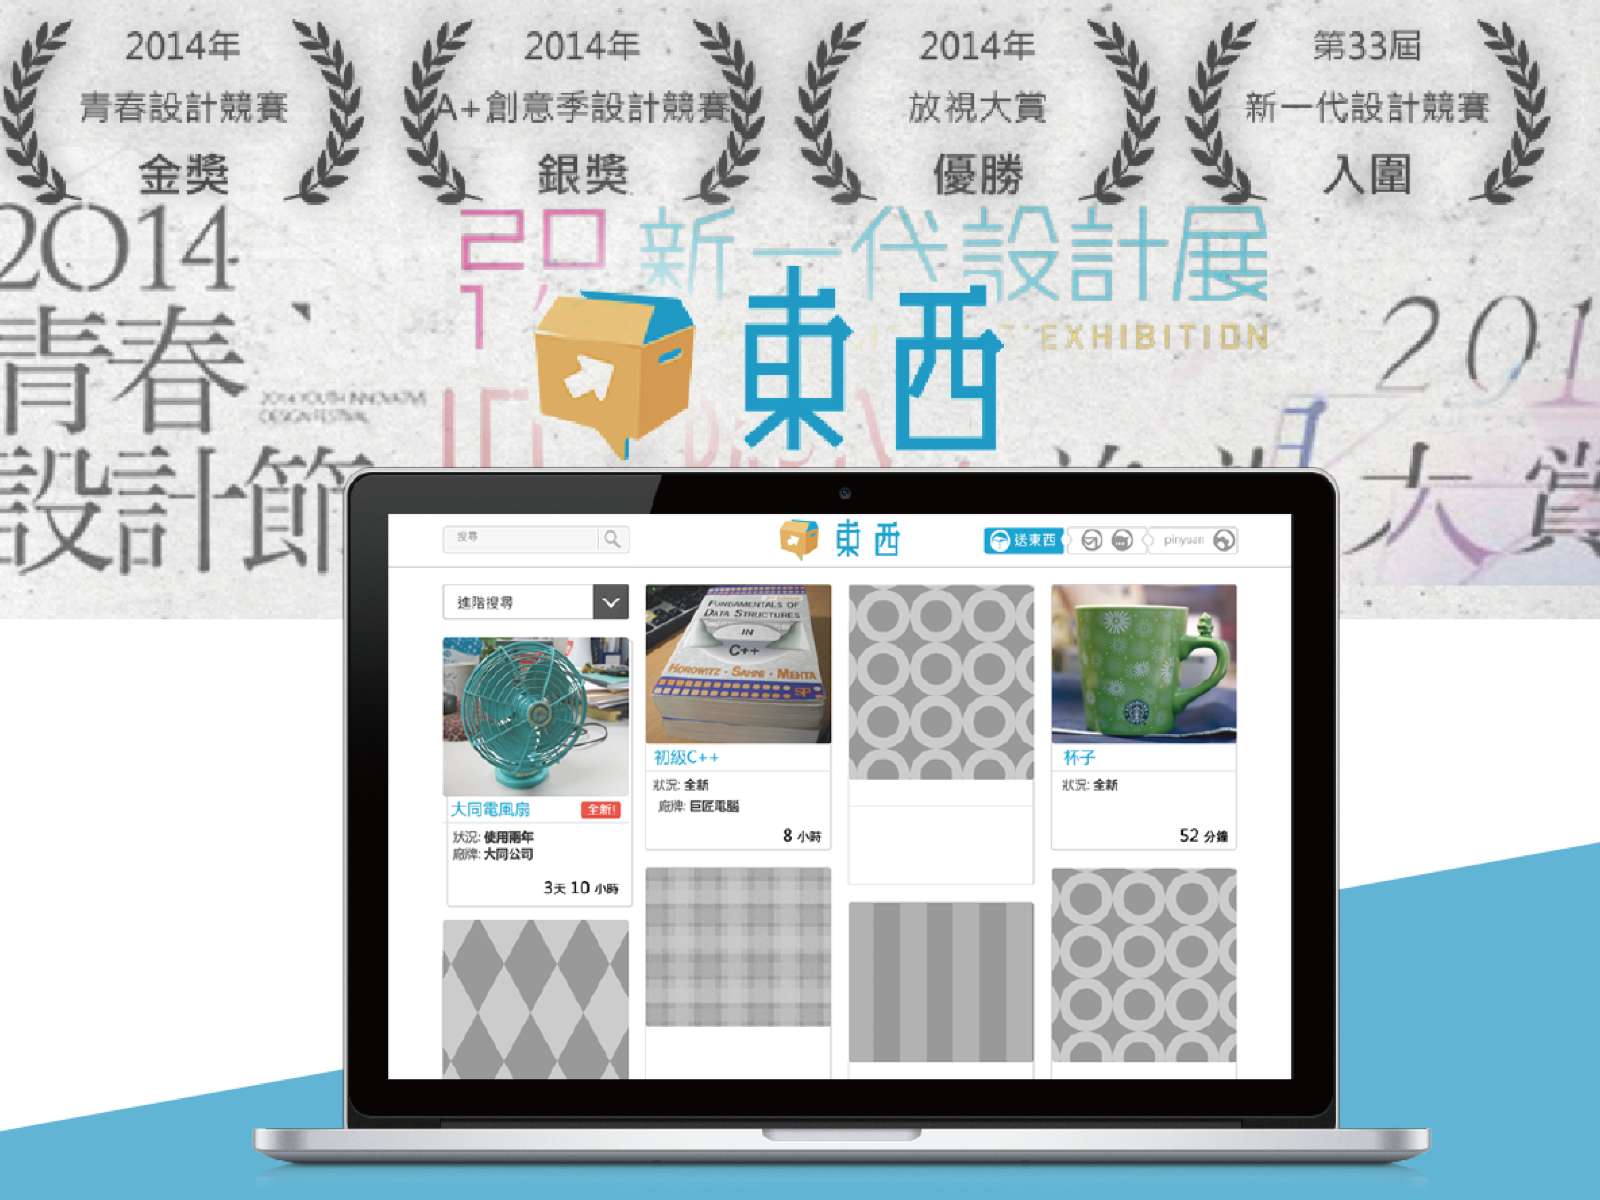 2014年
青春設計競賽
金獎
2014年
A+創意季設計競賽
銀獎
2014年
放視大賞
優勝
第33屆
新一代設計競賽
入圍
2014
青春
設計節
2014 YOUTH INNOVATIVE
DESIGN FESTIVAL
新一代設計展
EXHIBITION
東西
201
大賞
搜尋
東西
送東西
pinyuan
進階搜尋
大同電風扇
全新!
狀況: 使用兩年
廠牌: 大同公司
3天 10 小時
FUNDAMENTALS OF
DATA STRUCTURES
IN
C++
HOROWITZ · SAHNI · MEHTA
初級C++
狀況: 全新
廠牌: 巨匠電腦
8 小時
杯子
狀況: 全新
52 分鐘